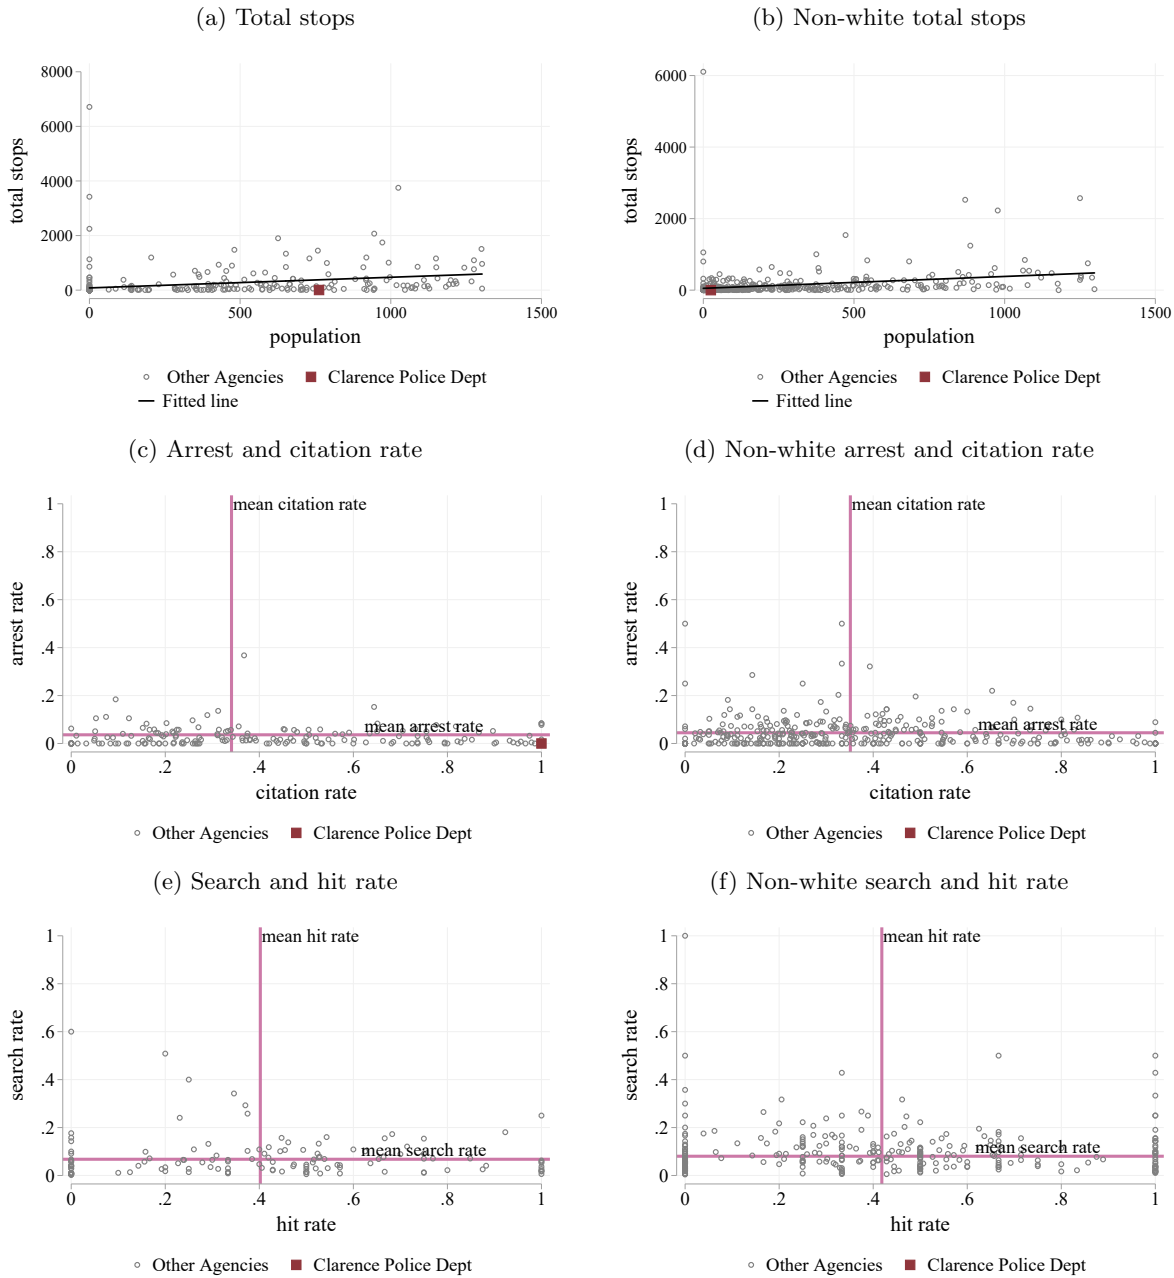 (a) Total stops
(b) Non-white total stops
8000
6000
4000
2000
0
total stops
0
500
1000
1500
population
Other Agencies
Clarence Police Dept
Fitted line
6000
4000
2000
0
total stops
0
500
1000
1500
population
Other Agencies
Clarence Police Dept
Fitted line
(c) Arrest and citation rate
(d) Non-white arrest and citation rate
1
.8
.6
.4
.2
0
arrest rate
mean citation rate
mean arrest rate
0
.2
.4
.6
.8
1
citation rate
Other Agencies
Clarence Police Dept
1
.8
.6
.4
.2
0
arrest rate
mean citation rate
mean arrest rate
0
.2
.4
.6
.8
1
citation rate
Other Agencies
Clarence Police Dept
(e) Search and hit rate
(f) Non-white search and hit rate
1
.8
.6
.4
.2
0
search rate
mean hit rate
mean search rate
0
.2
.4
.6
.8
1
hit rate
Other Agencies
Clarence Police Dept
1
.8
.6
.4
.2
0
search rate
mean hit rate
mean search rate
0
.2
.4
.6
.8
1
hit rate
Other Agencies
Clarence Police Dept